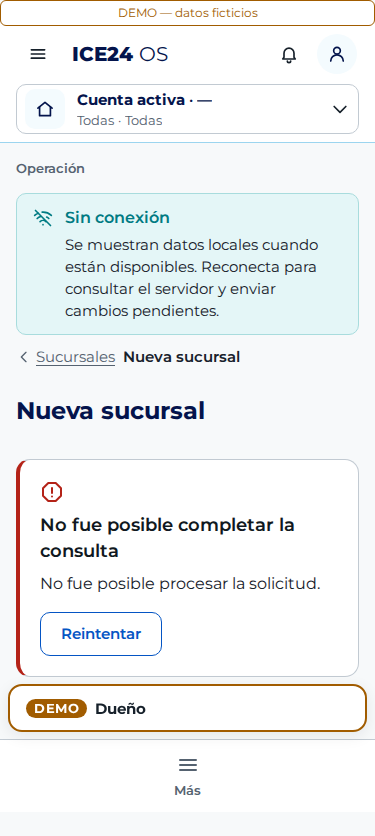 DEMO — datos ficticios
ICE24 OS
Cuenta activa · —
Todas · Todas
Operación
Sin conexión
Se muestran datos locales cuando
están disponibles. Reconecta para
consultar el servidor y enviar
cambios pendientes.
Sucursales Nueva sucursal
Nueva sucursal
No fue posible completar la
consulta
No fue posible procesar la solicitud.
Reintentar
DEMO Dueño
Más